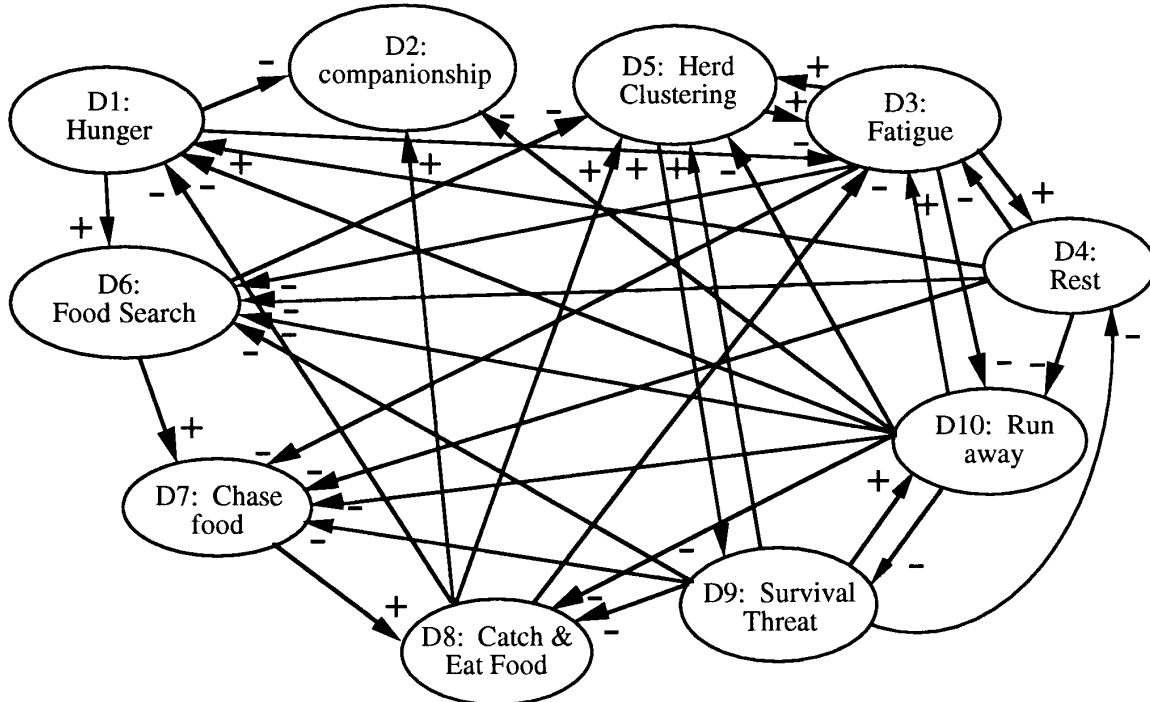 D1:
Hunger
D2:
companionship
D5: Herd
Clustering
D3:
Fatigue
D4:
Rest
D6:
Food Search
D10: Run
away
D7: Chase
food
D8: Catch &
Eat Food
D9: Survival
Threat
-
-
-
+
+
-
+
-
-
+
+
+
+
-
-
+
-
+
+
-
-
-
-
-
-
-
-
+
-
-
-
+
-
-
-
+
-
-